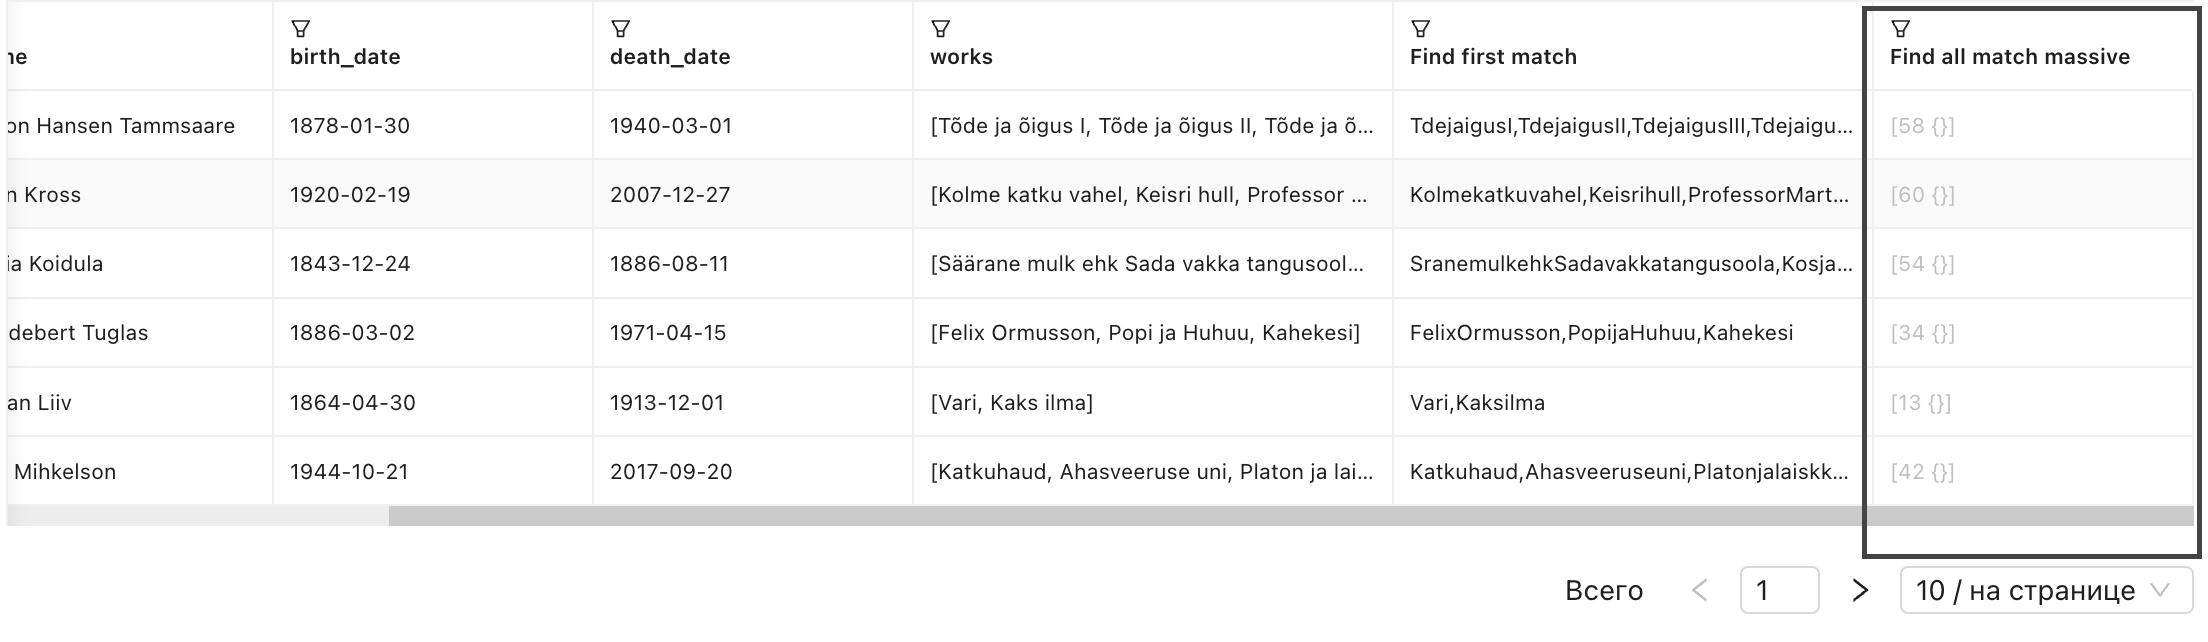 ne birth_date death_date works Find first match Find all match massive
on Hansen Tammsaare 1878-01-30 1940-03-01 [Tõde ja õigus I, Tõde ja õigus II, Tõde ja õ... TdejaigusI,TdejaigusII,TdejaigusIII,Tdejaigu... [58 {}]
n Kross 1920-02-19 2007-12-27 [Kolme katku vahel, Keisri hull, Professor ... Kolmekatkuvahel,Keisrihull,ProfessorMart... [60 {}]
ia Koidula 1843-12-24 1886-08-11 [Säärane mulk ehk Sada vakka tangusool... SranemulkehkSadavakkatangusoola,Kosja... [54 {}]
debert Tuglas 1886-03-02 1971-04-15 [Felix Ormusson, Popi ja Huhuu, Kahekesi] FelixOrmusson,PopijaHuhuu,Kahekesi [34 {}]
an Liiv 1864-04-30 1913-12-01 [Vari, Kaks ilma] Vari,Kaksilma [13 {}]
Mihkelson 1944-10-21 2017-09-20 [Katkuhaud, Ahasveeruse uni, Platon ja lai... Katkuhaud,Ahasveeruseuni,Platonjalaiskk... [42 {}]
Всего < 1 > 10 / на странице